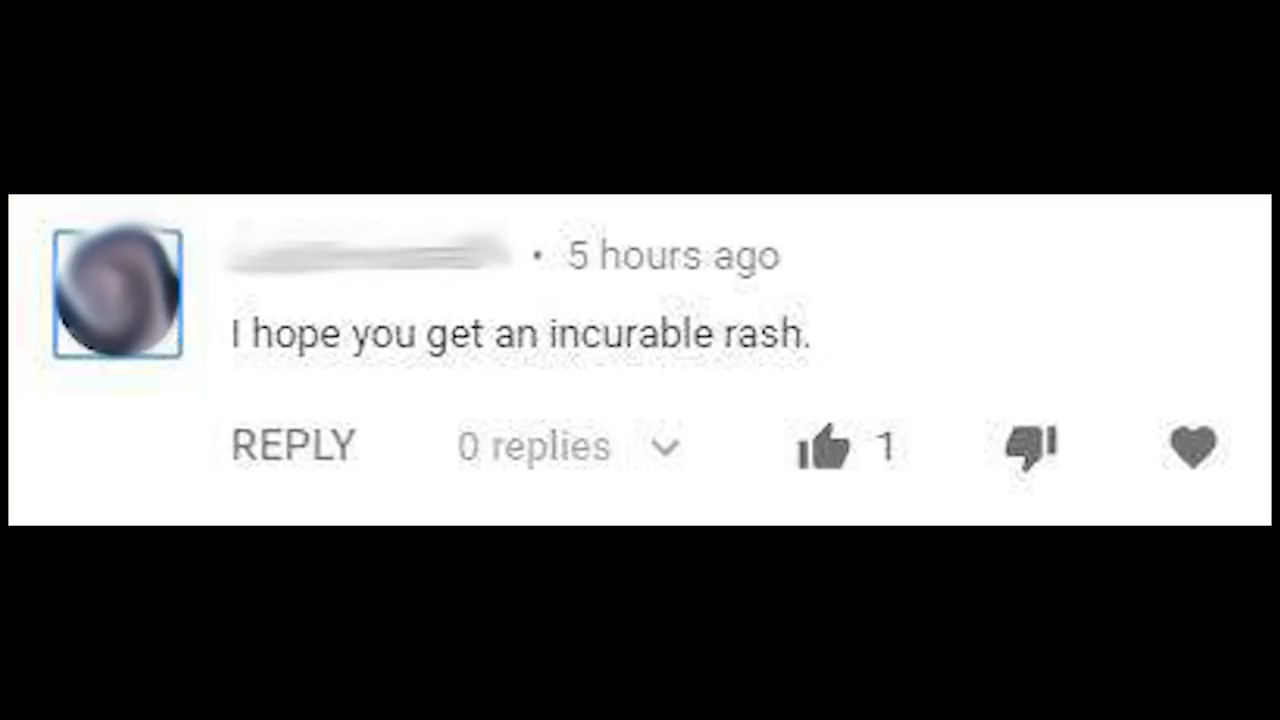 • 5 hours ago
I hope you get an incurable rash.
REPLY 0 replies 1